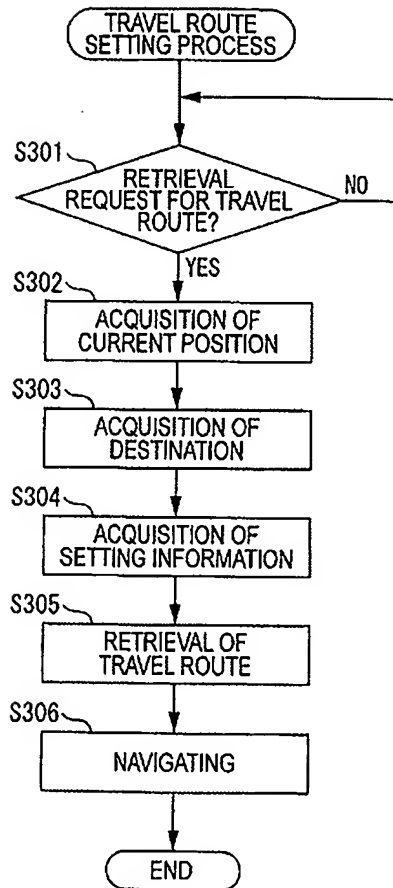 TRAVEL ROUTE
SETTING PROCESS
S301
RETRIEVAL
REQUEST FOR TRAVEL
ROUTE?
NO
YES
S302
ACQUISITION OF
CURRENT POSITION
S303
ACQUISITION OF
DESTINATION
S304
ACQUISITION OF
SETTING INFORMATION
S305
RETRIEVAL OF
TRAVEL ROUTE
S306
NAVIGATING
END